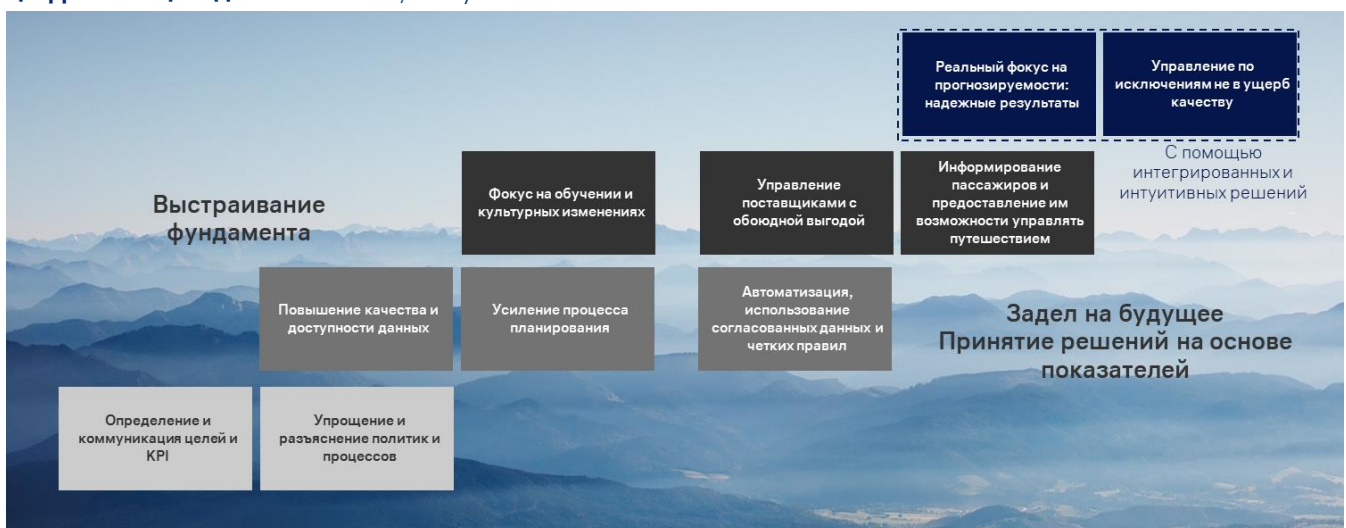 Реальный фокус на
прогнозируемости:
надежные результаты
Управление по
исключениям не в ущерб
качеству
С помощью
интегрированных и
интуитивных решений
Выстраивание
фундамента
Фокус на обучении и
культурных изменениях
Управление
поставщиками с
обоюдной выгодой
Информирование
пассажиров и
предоставление им
возможности управлять
путешествием
Повышение качества и
доступности данных
Усиление процесса
планирования
Автоматизация,
использование
согласованных данных и
четких правил
Задел на будущее
Принятие решений на основе
показателей
Определение и
коммуникация целей и
KPI
Упрощение и
разъяснение политик и
процессов